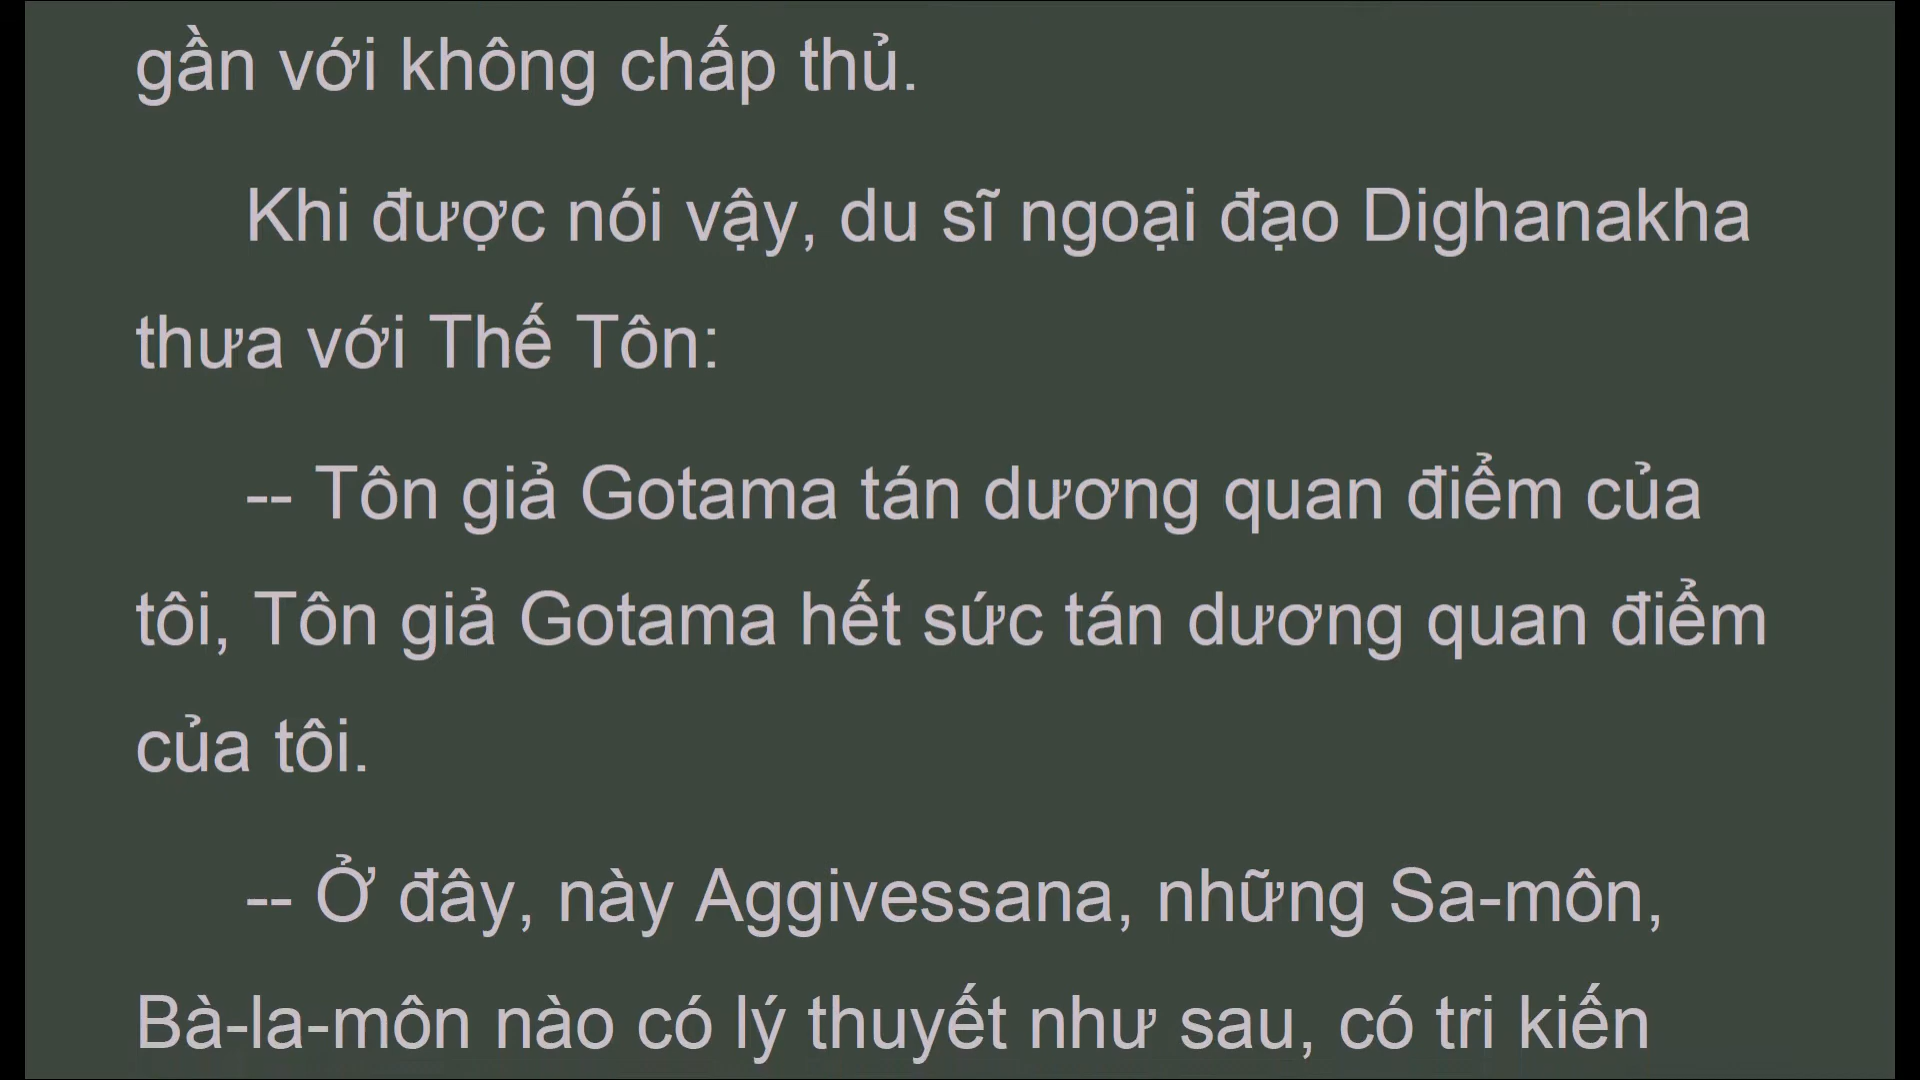 gần với không chấp thủ.
Khi được nói vậy, du sĩ ngoại đạo Dighanakha
thưa với Thế Tôn:
-- Tôn giả Gotama tán dương quan điểm của
tôi, Tôn giả Gotama hết sức tán dương quan điểm
của tôi.
-- Ở đây, này Aggivessana, những Sa-môn,
Bà-la-môn nào có lý thuyết như sau, có tri kiến